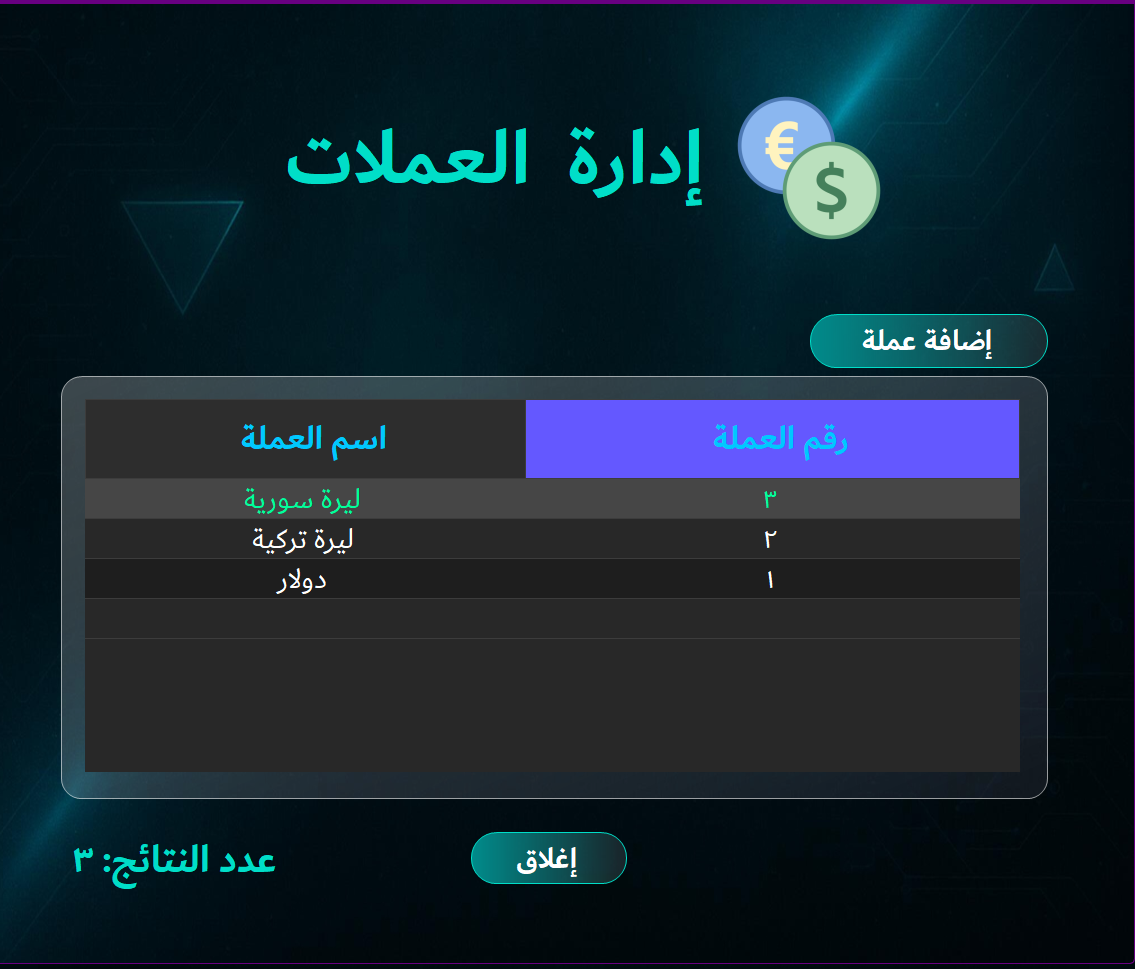 إدارة العملات
€
$
إضافة عملة
رقم العملة اسم العملة
٣ ليرة سورية
٢ ليرة تركية
١ دولار
إغلاق
عدد النتائج: ٣